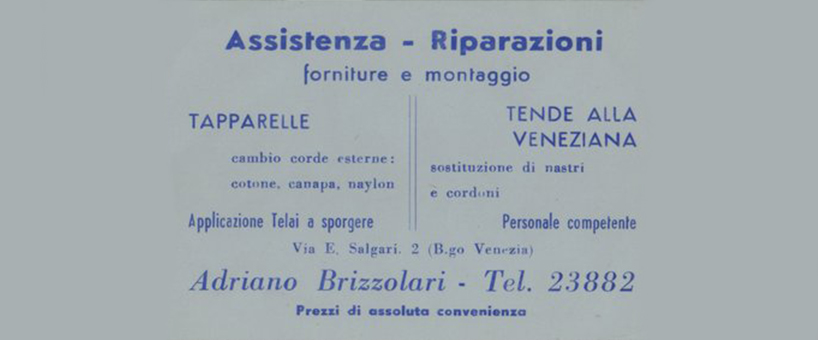 Assistenza - Riparazioni
forniture e montaggio
TAPPARELLE
cambio corde esterne:
cotone, canapa, naylon
Applicazione Telai a sporgere
TENDE ALLA
VENEZIANA
sostituzione di nastri
e cordoni
Personale competente
Via E. Salgari. 2 (B.go Venezia)
Adriano Brizzolari - Tel. 23882
Prezzi di assoluta convenienza